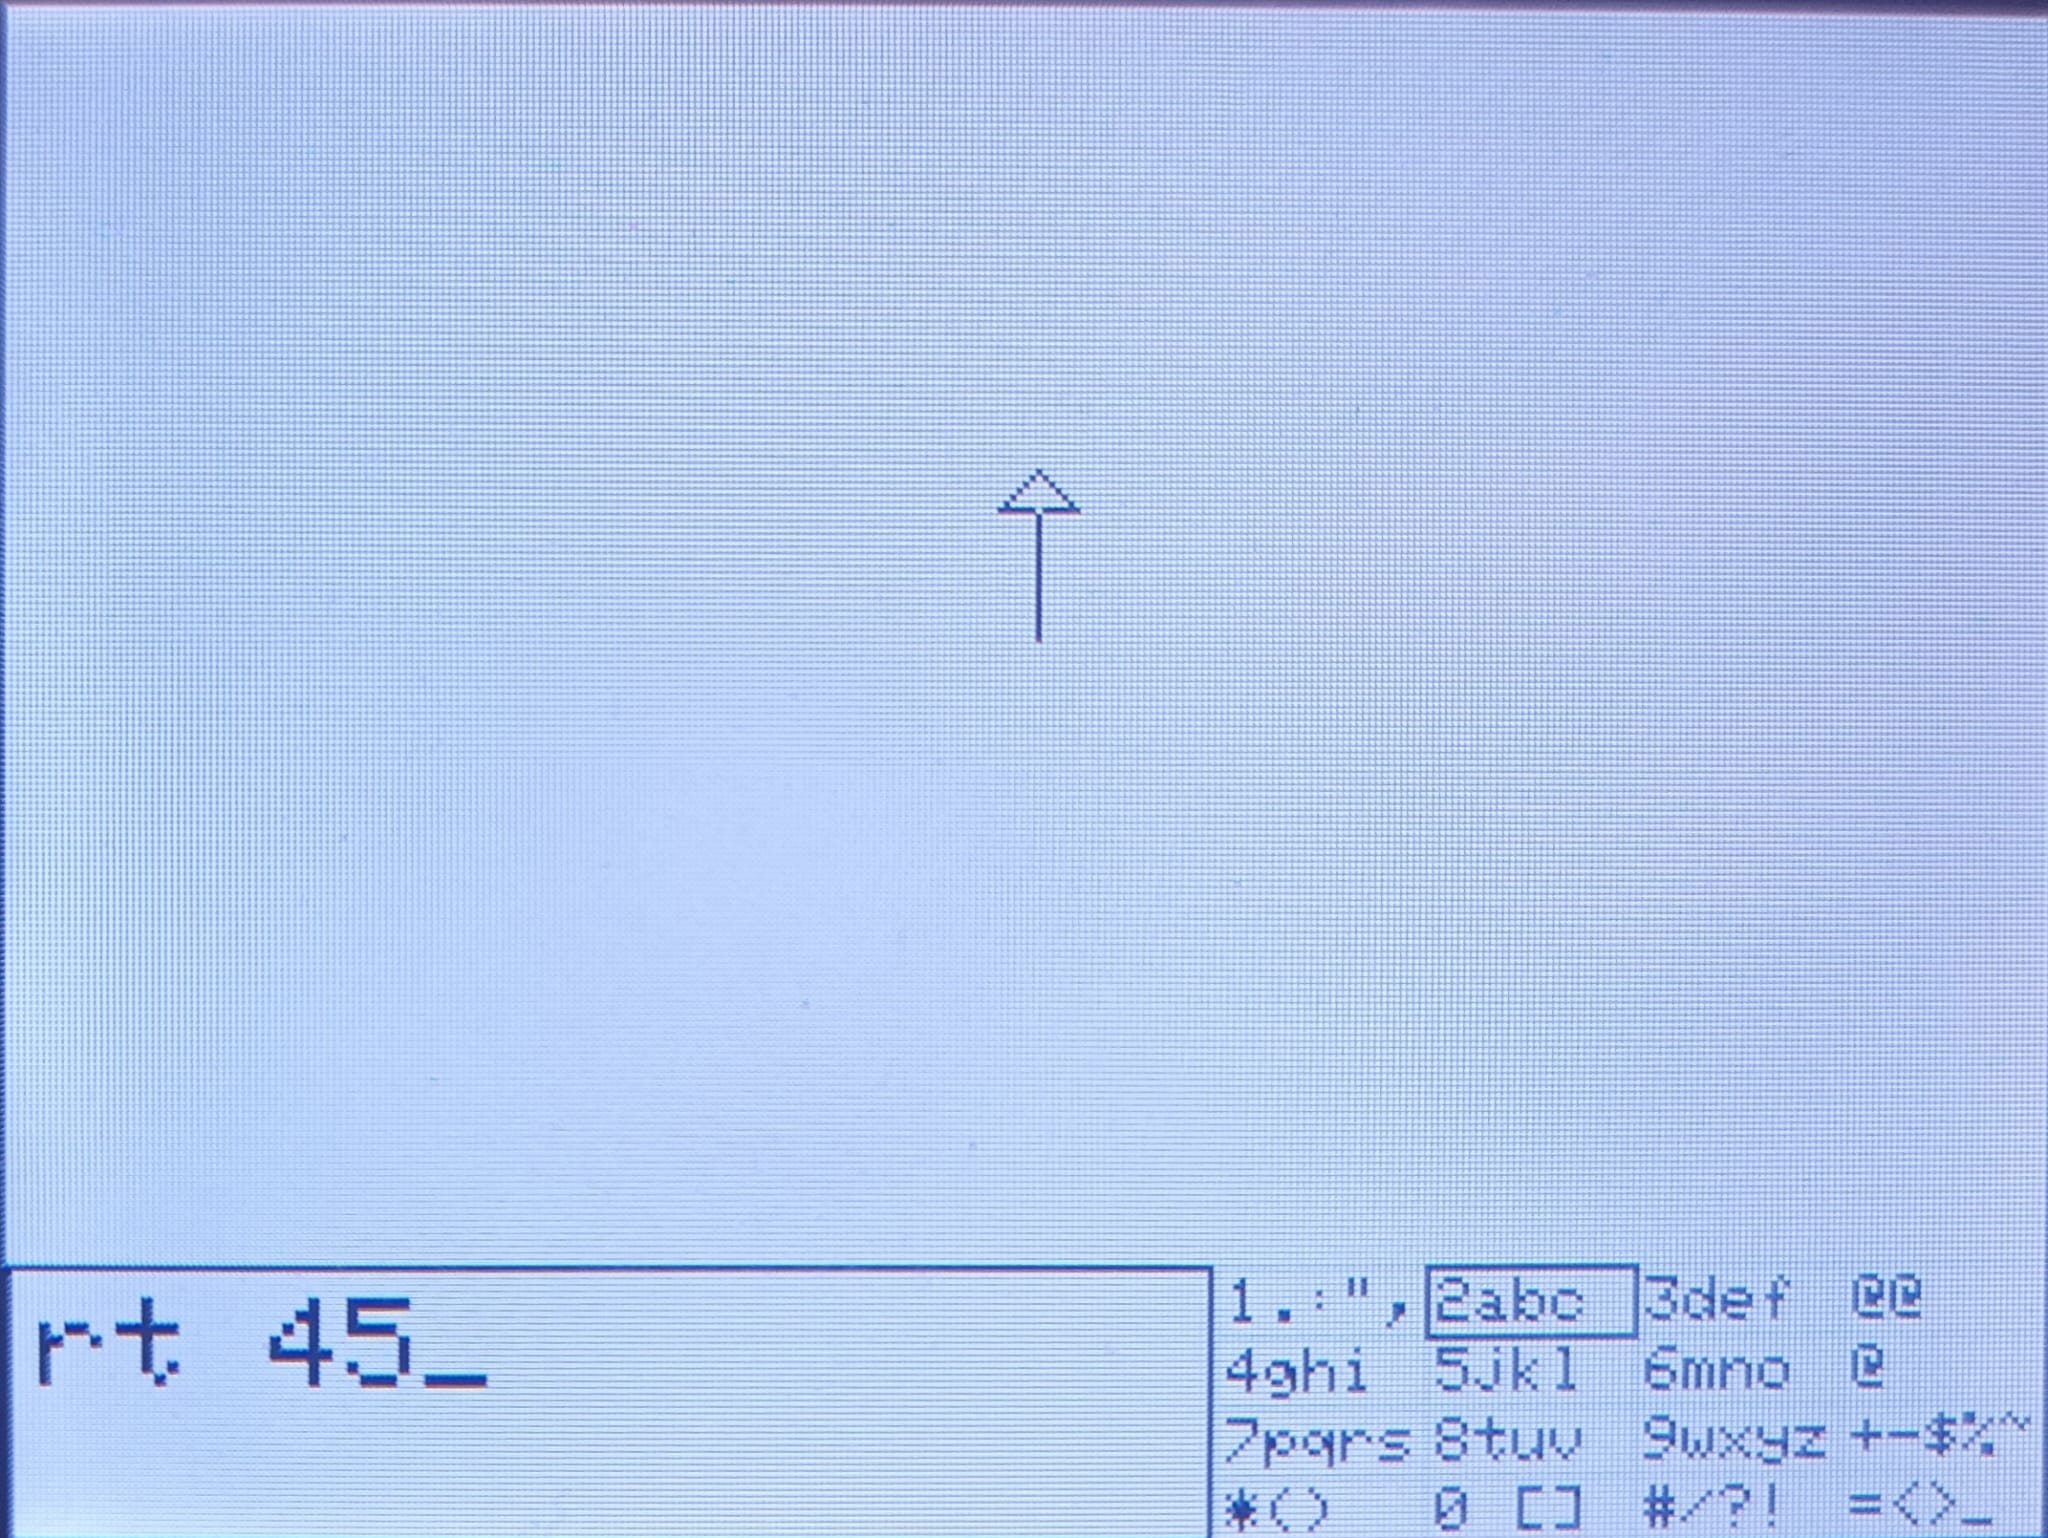 rt 45_
1.:", 2abc 3def @@
4ghi 5jkl 6mno @
7pqrs 8tuv 9wxyz +-$%~
*() 0 [] #/?! =<>_